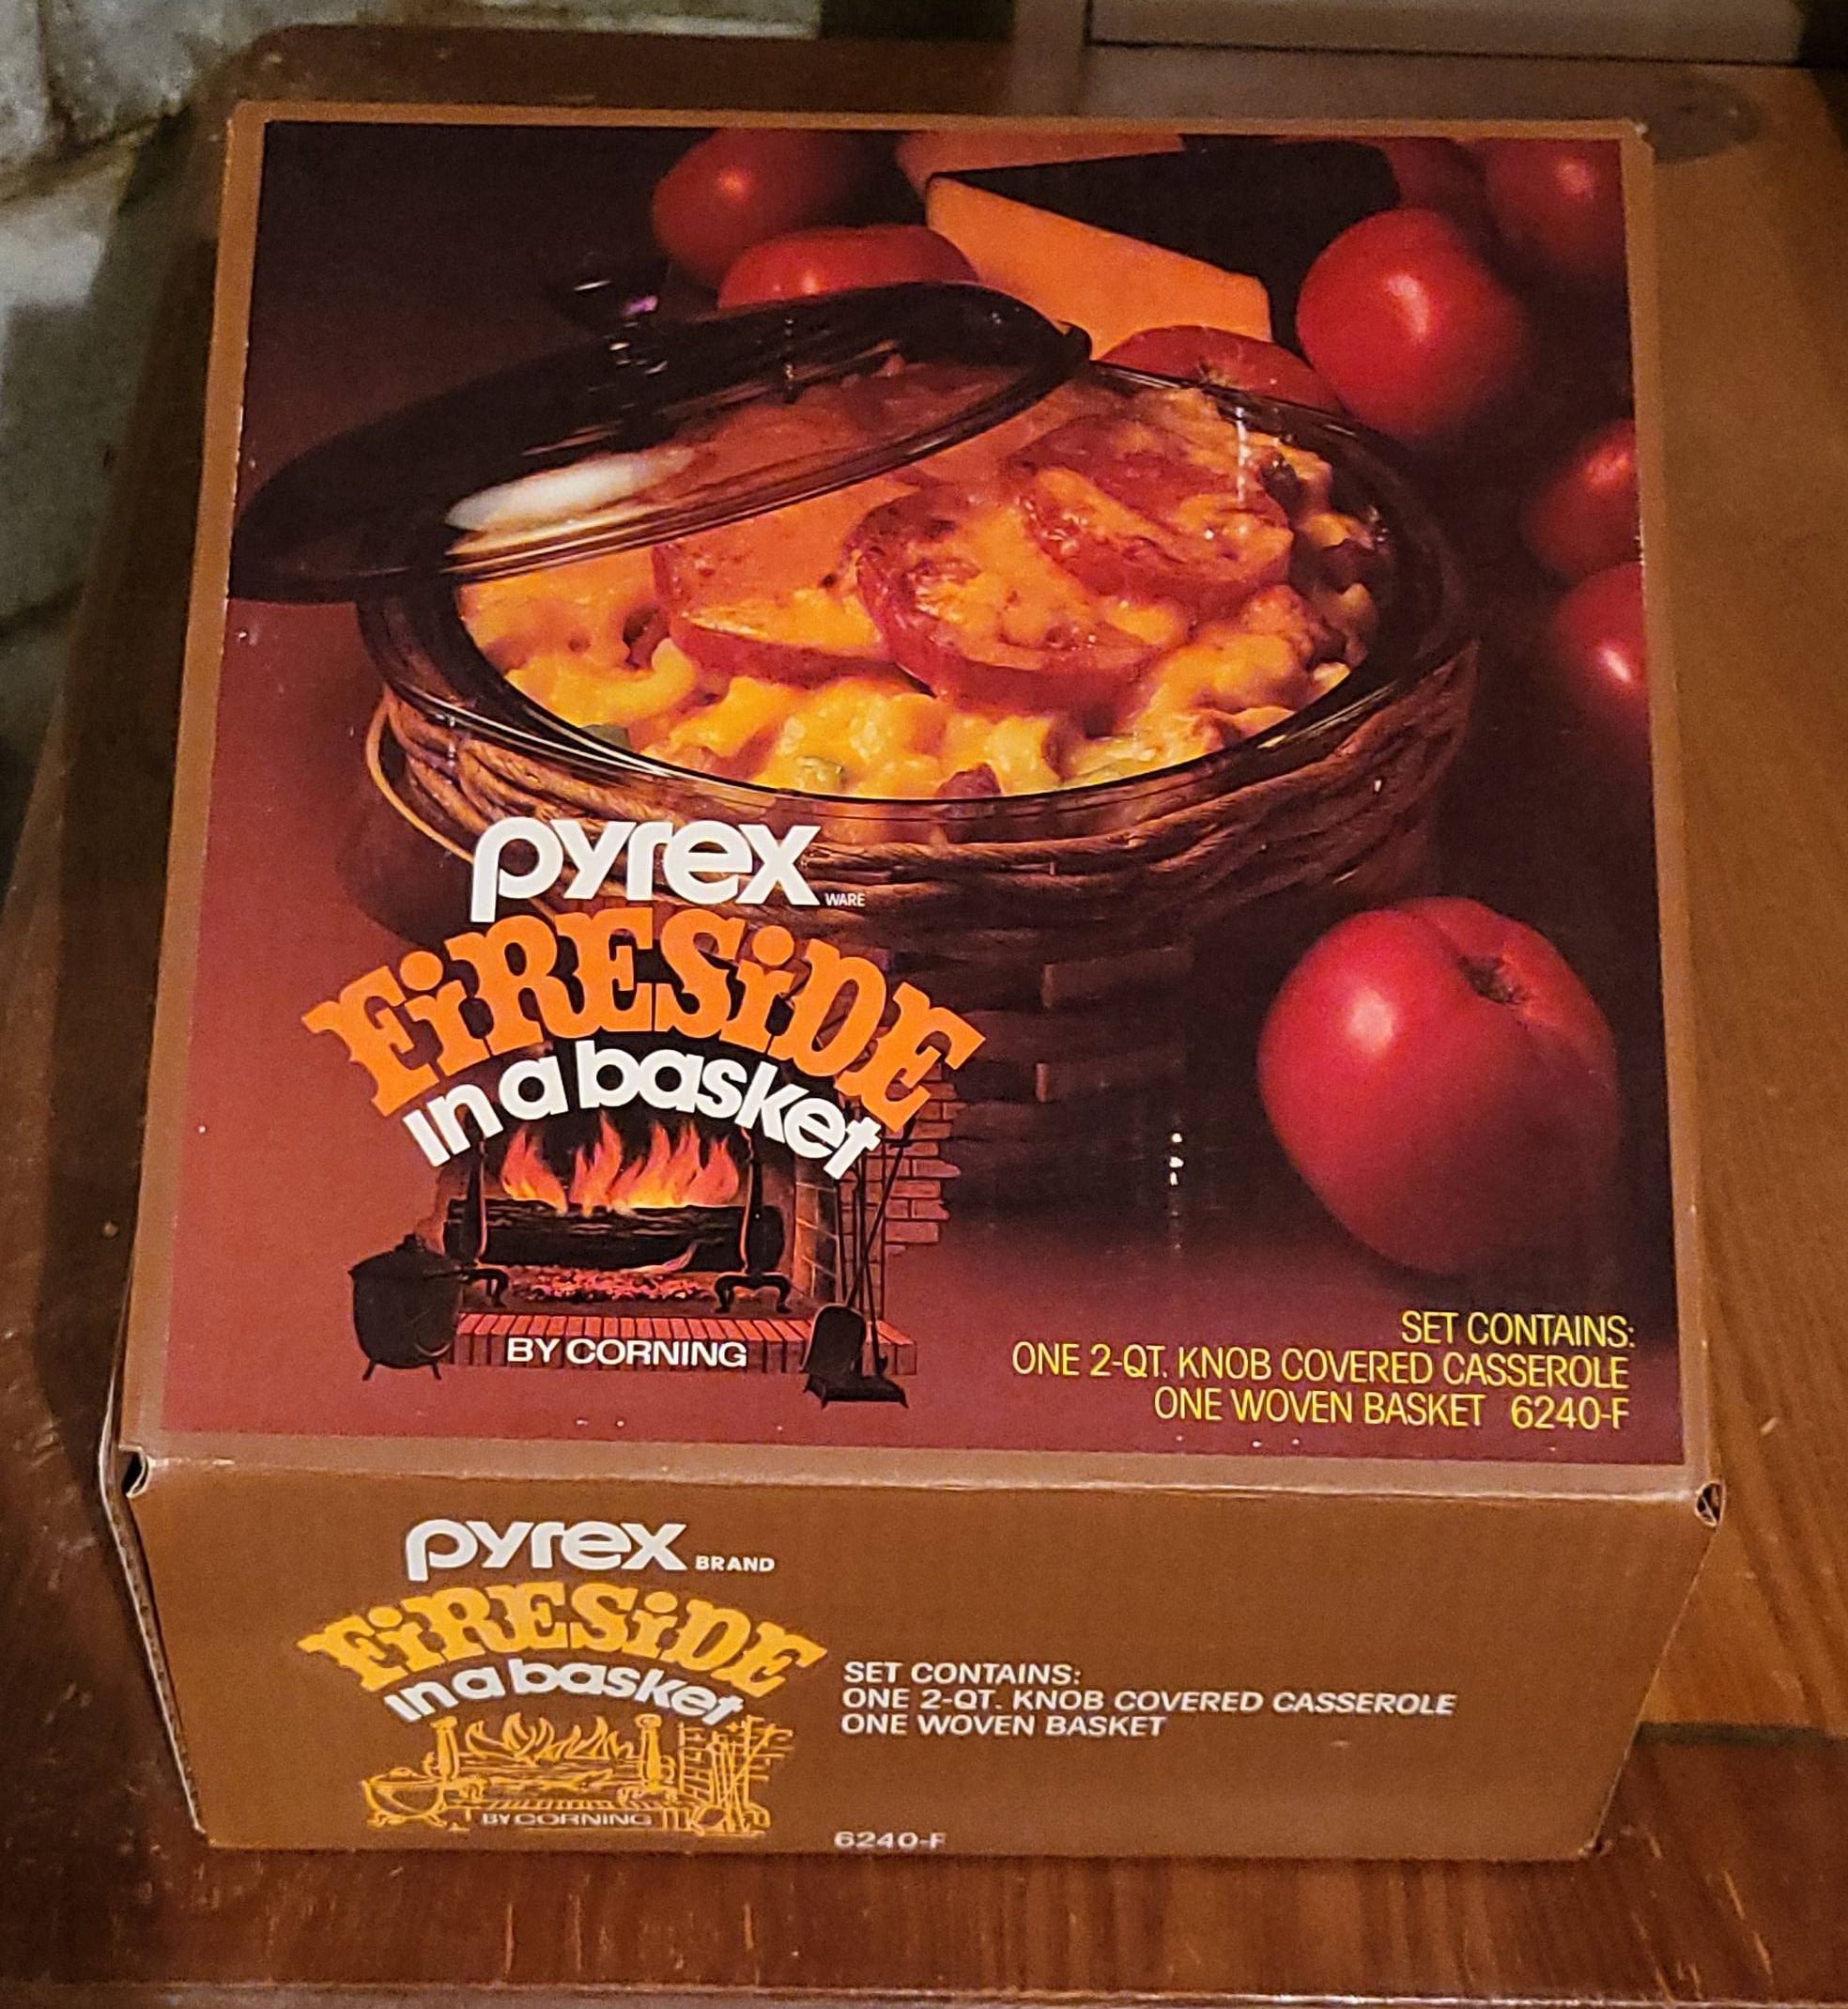 pyrex WARE
FiRESiDE
in a basket
BY CORNING
SET CONTAINS:
ONE 2-QT. KNOB COVERED CASSEROLE
ONE WOVEN BASKET 6240-F
pyrex BRAND
FiRESiDE
in a basket
BY CORNING
SET CONTAINS:
ONE 2-QT. KNOB COVERED CASSEROLE
ONE WOVEN BASKET
6240-F